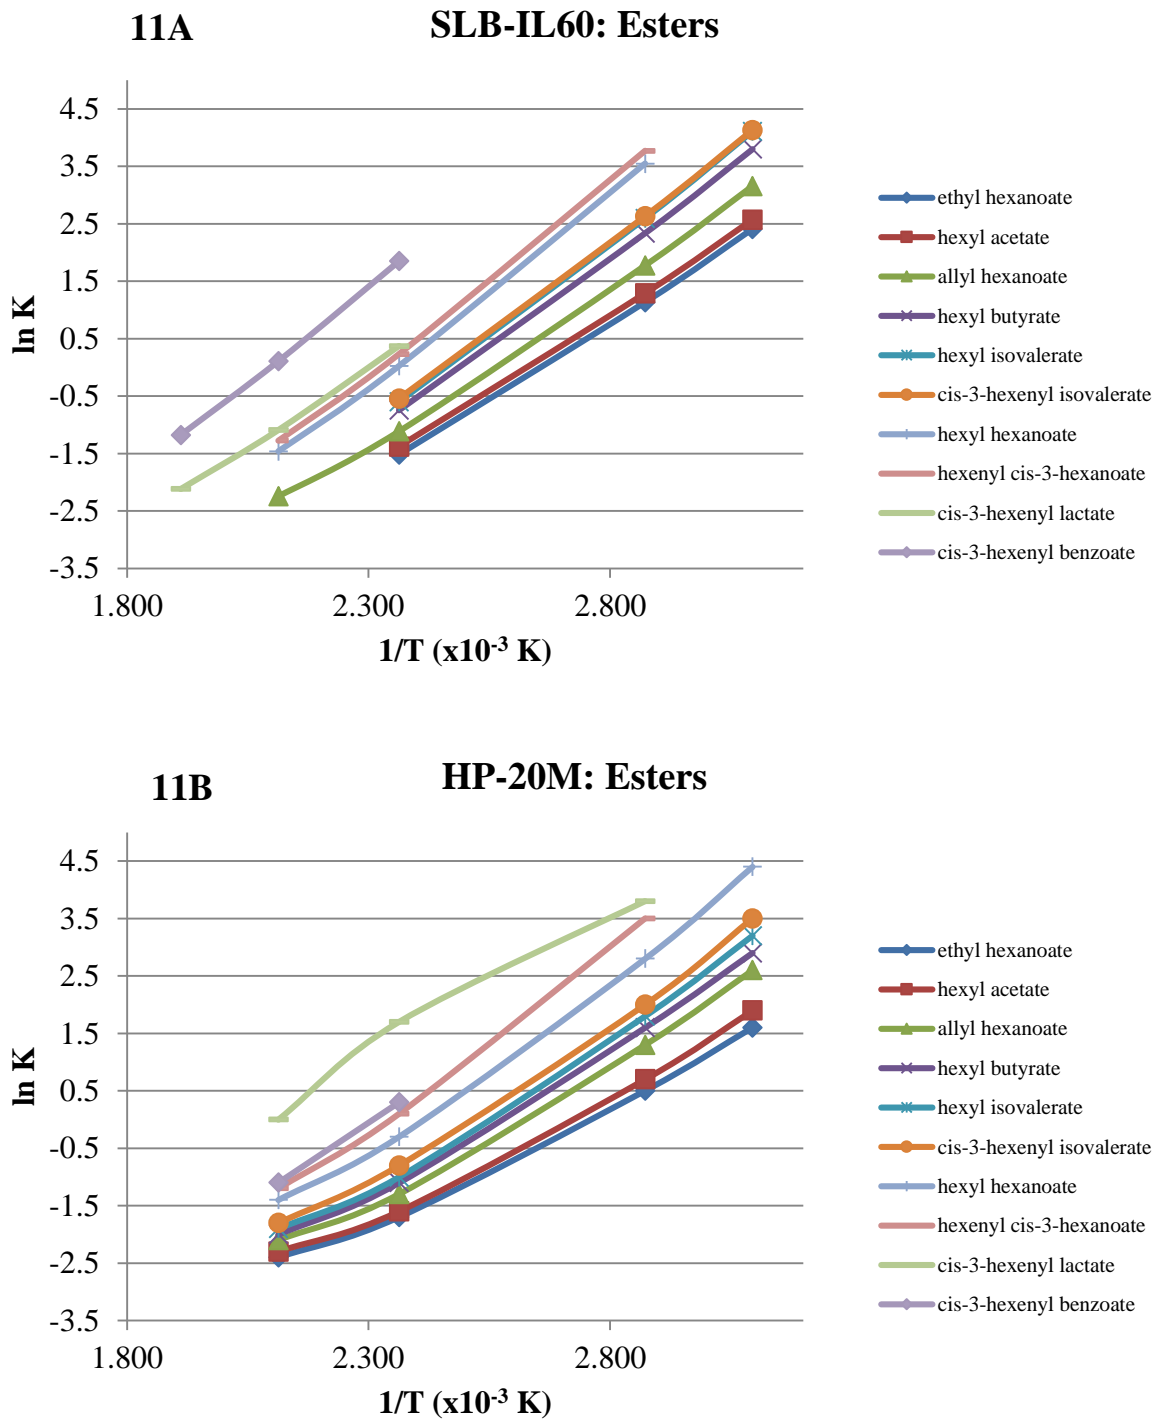 11A
SLB-IL60: Esters
4.5
3.5
2.5
1.5
0.5
-0.5
-1.5
-2.5
-3.5
ln K
1.800
2.300
2.800
1/T (x10⁻³ K)
ethyl hexanoate
hexyl acetate
allyl hexanoate
hexyl butyrate
hexyl isovalerate
cis-3-hexenyl isovalerate
hexyl hexanoate
hexenyl cis-3-hexanoate
cis-3-hexenyl lactate
cis-3-hexenyl benzoate
11B
HP-20M: Esters
4.5
3.5
2.5
1.5
0.5
-0.5
-1.5
-2.5
-3.5
ln K
1.800
2.300
2.800
1/T (x10⁻³ K)
ethyl hexanoate
hexyl acetate
allyl hexanoate
hexyl butyrate
hexyl isovalerate
cis-3-hexenyl isovalerate
hexyl hexanoate
hexenyl cis-3-hexanoate
cis-3-hexenyl lactate
cis-3-hexenyl benzoate